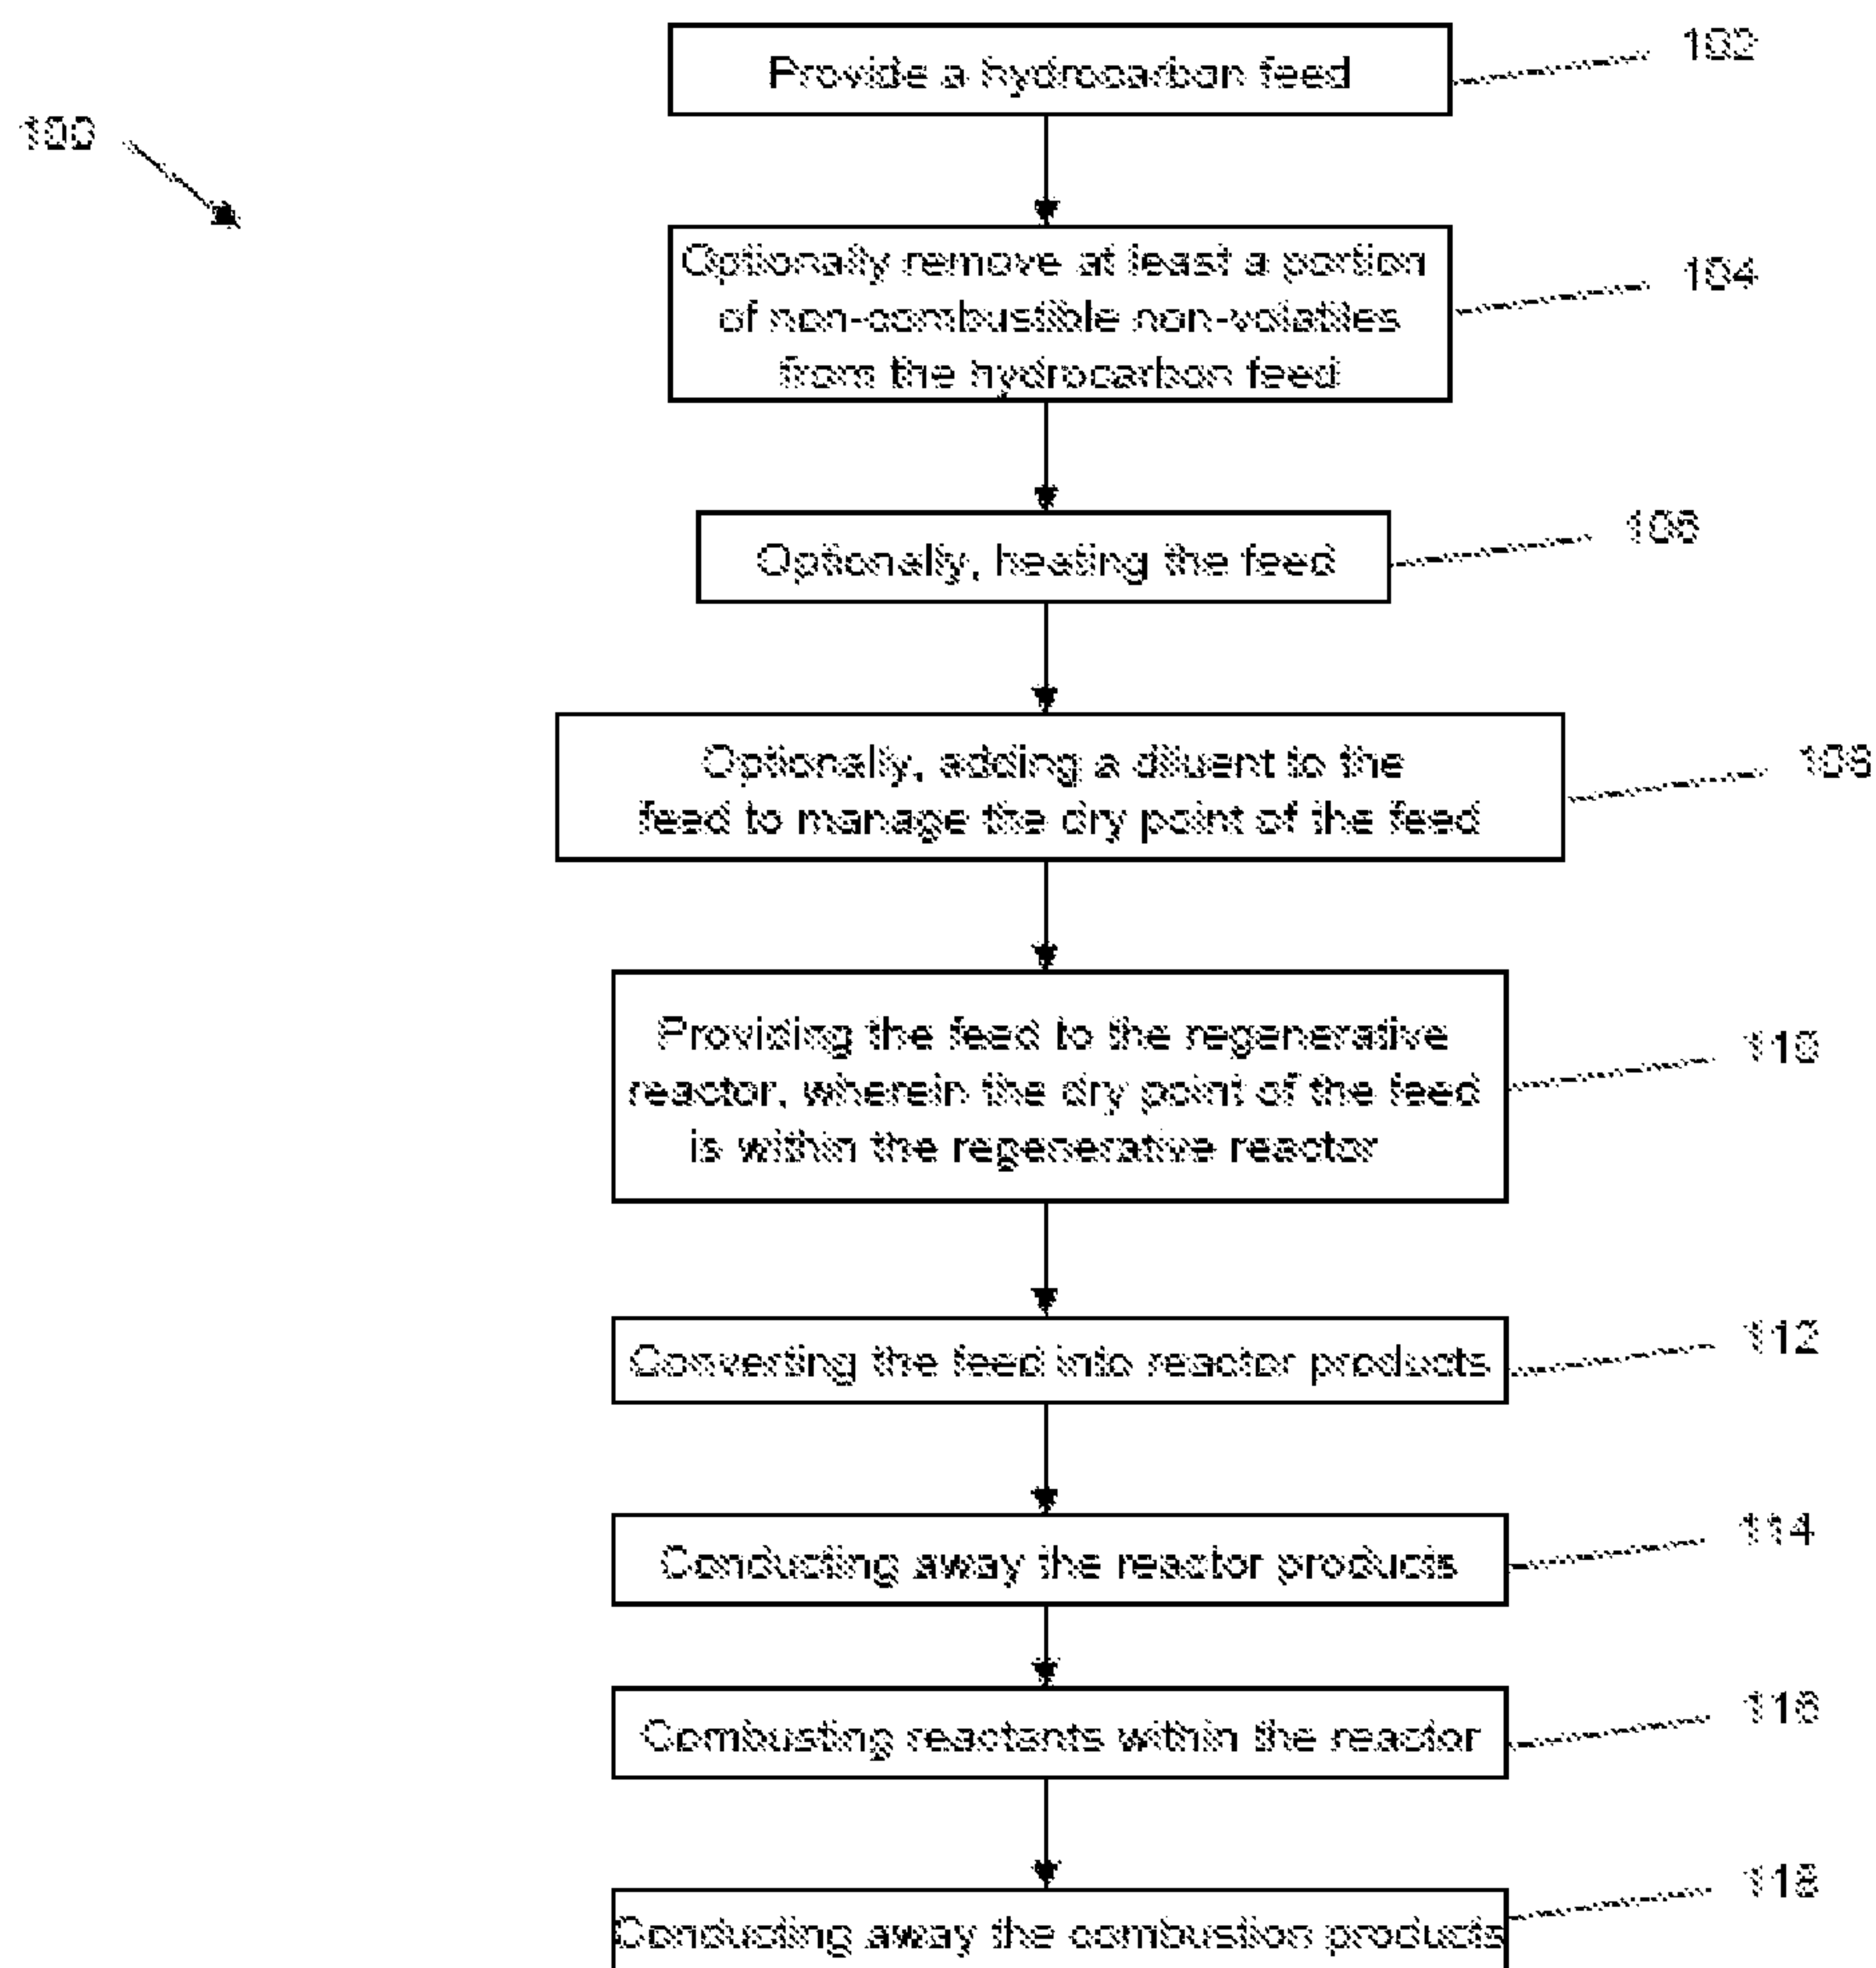 Provide a hydrocarbon feed
102
100
Optionally remove at least a portion
of non-combustible non-volatiles
from the hydrocarbon feed
104
Optionally, heating the feed
106
Optionally, adding a diluent to the
feed to manage the dry point of the feed
108
Providing the feed to the regenerative
reactor, wherein the dry point of the feed
is within the regenerative reactor
110
Converting the feed into reactor products
112
Conducting away the reactor products
114
Combusting reactants within the reactor
116
Conducting away the combustion products
118